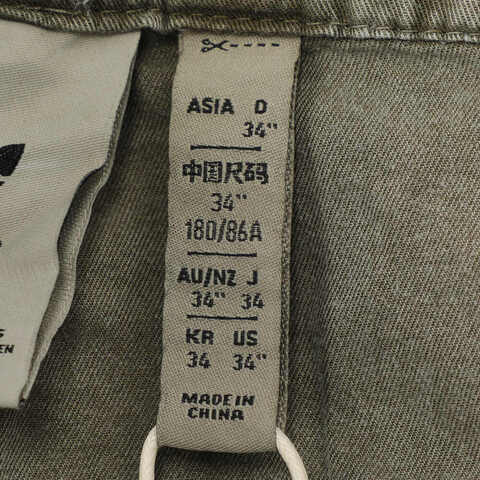 ASIA D
34"
中国尺码
34"
180/86A
AU/NZ J
34" 34
KR US
34 34"
MADE IN
CHINA